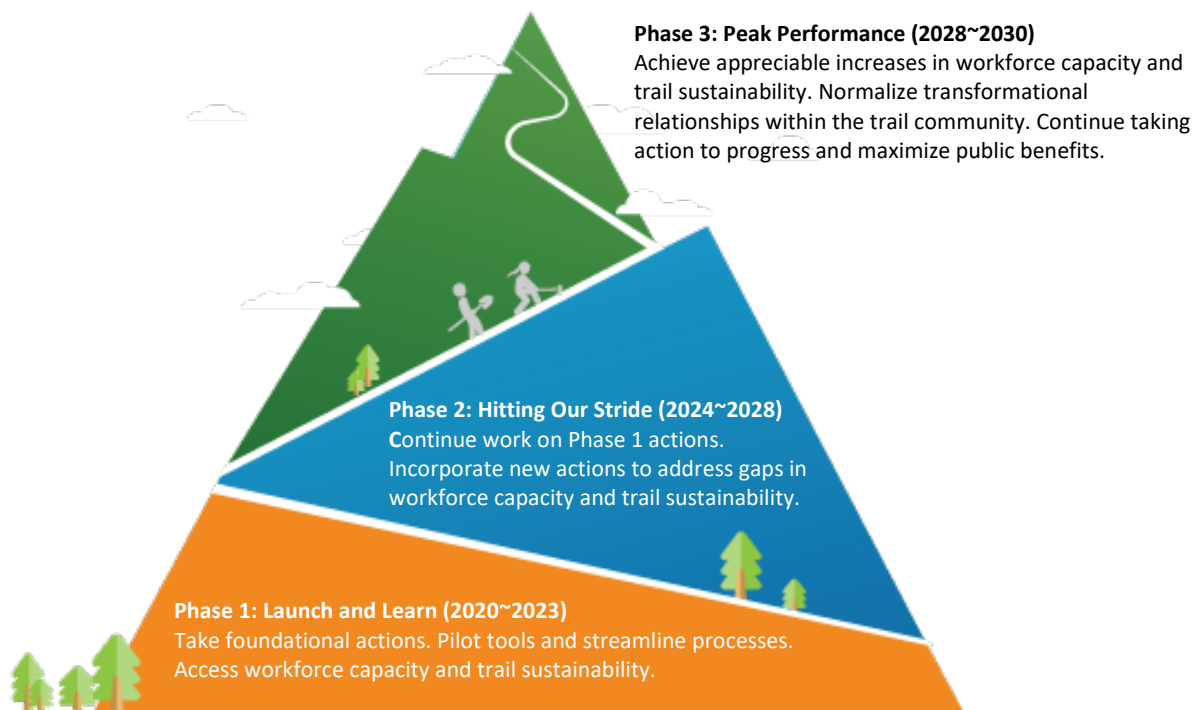 Phase 3: Peak Performance (2028~2030)
Achieve appreciable increases in workforce capacity and
trail sustainability. Normalize transformational
relationships within the trail community. Continue taking
action to progress and maximize public benefits.
Phase 2: Hitting Our Stride (2024~2028)
Continue work on Phase 1 actions.
Incorporate new actions to address gaps in
workforce capacity and trail sustainability.
Phase 1: Launch and Learn (2020~2023)
Take foundational actions. Pilot tools and streamline processes.
Access workforce capacity and trail sustainability.